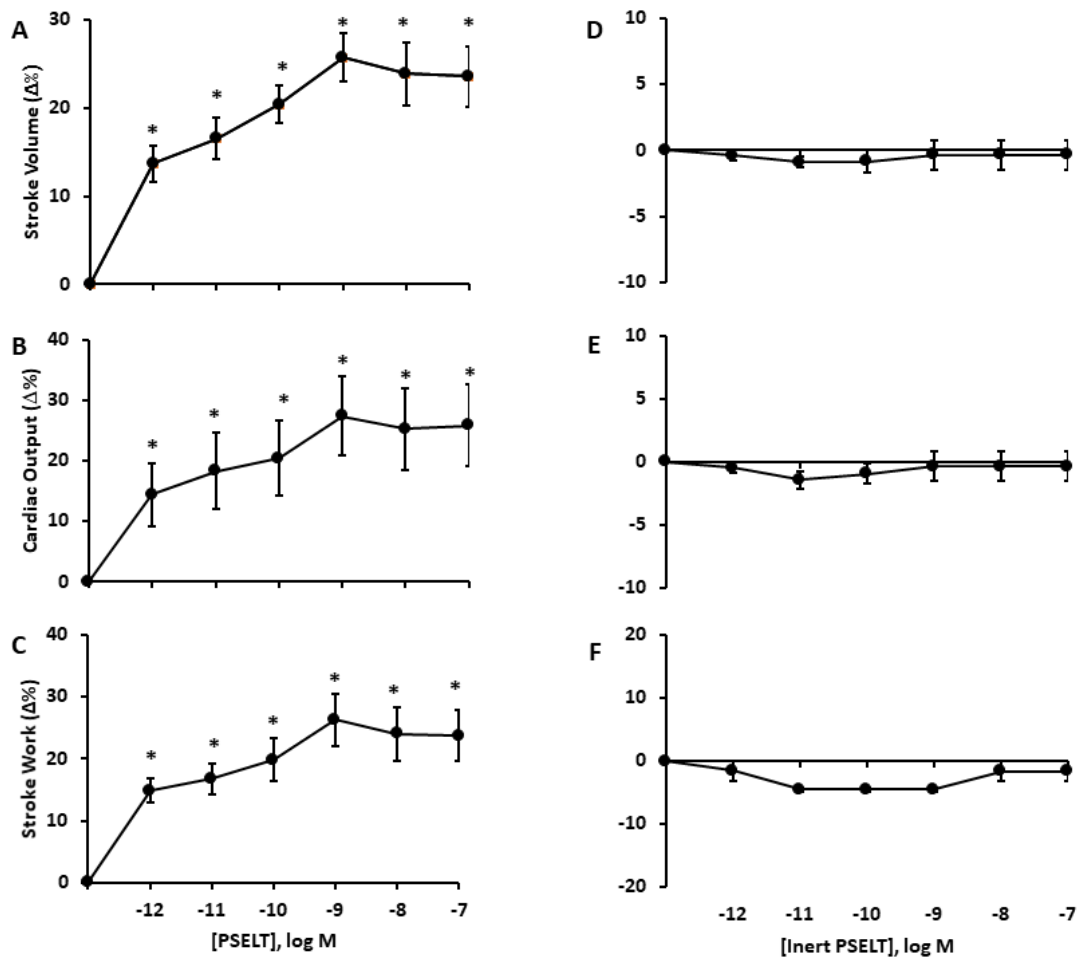 A
Stroke Volume (Δ%)
30
20
10
0
* * * * * *
B
Cardiac Output (Δ%)
40
30
20
10
0
* * * * * *
C
Stroke Work (Δ%)
40
30
20
10
0
* * * * * *
-12 -11 -10 -9 -8 -7
[PSELT], log M
D
10
5
0
-5
-10
E
10
5
0
-5
-10
F
20
10
0
-10
-20
-12 -11 -10 -9 -8 -7
[Inert PSELT], log M